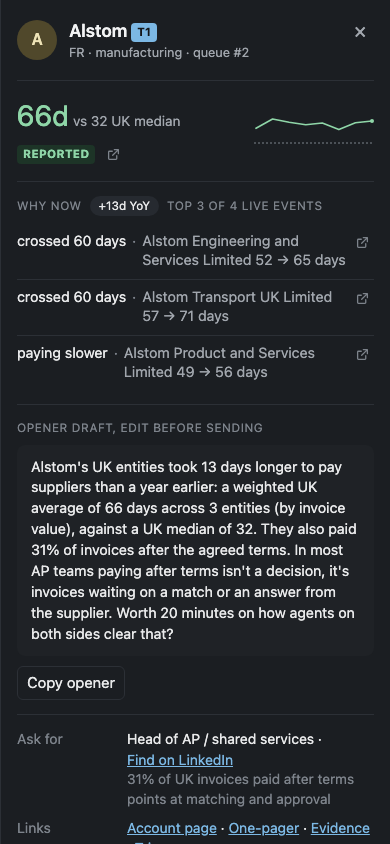 A
Alstom T1
FR · manufacturing · queue #2
66d vs 32 UK median
REPORTED
WHY NOW +13d YoY TOP 3 OF 4 LIVE EVENTS
crossed 60 days · Alstom Engineering and
Services Limited 52 → 65 days
crossed 60 days · Alstom Transport UK Limited
57 → 71 days
paying slower · Alstom Product and Services
Limited 49 → 56 days
OPENER DRAFT, EDIT BEFORE SENDING
Alstom's UK entities took 13 days longer to pay
suppliers than a year earlier: a weighted UK
average of 66 days across 3 entities (by invoice
value), against a UK median of 32. They also paid
31% of invoices after the agreed terms. In most
AP teams paying after terms isn't a decision, it's
invoices waiting on a match or an answer from
the supplier. Worth 20 minutes on how agents on
both sides clear that?
Copy opener
Ask for Head of AP / shared services ·
Find on LinkedIn
31% of UK invoices paid after terms
points at matching and approval
Links Account page · One-pager · Evidence